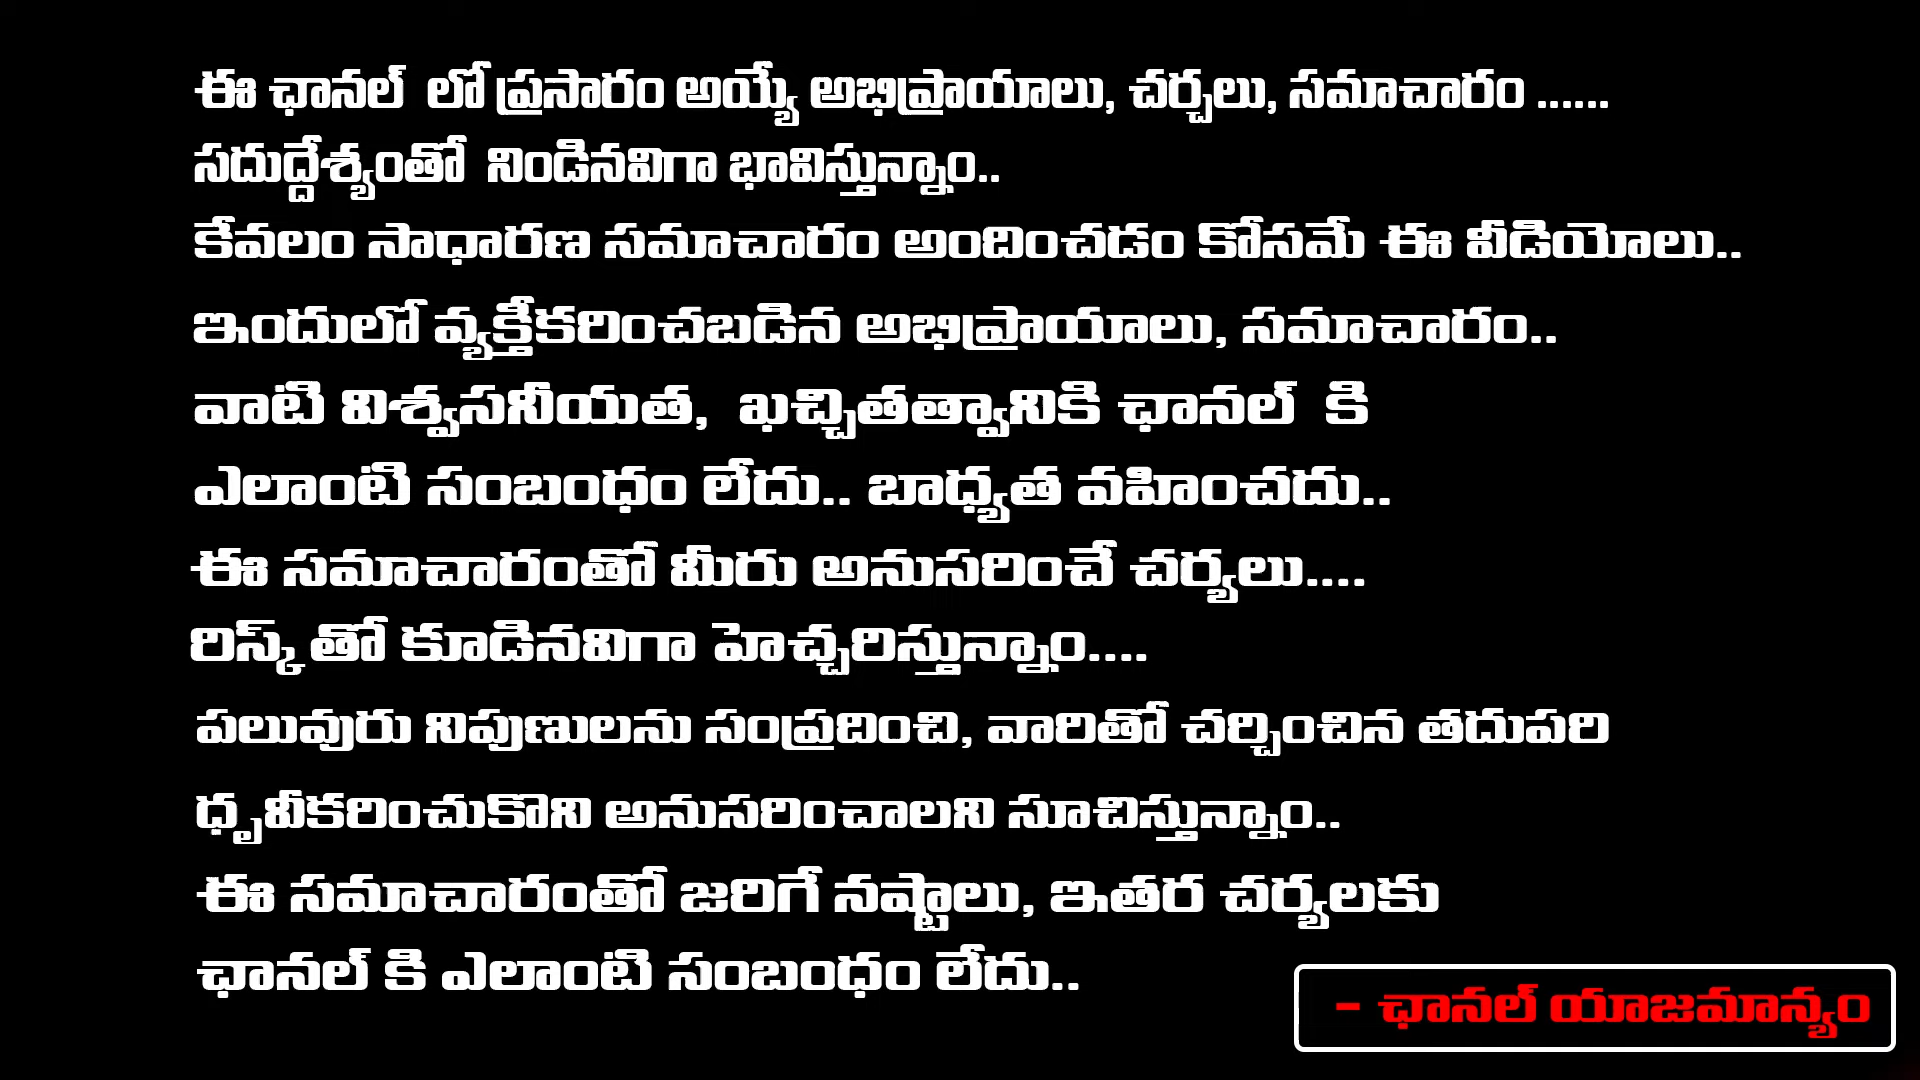 ఈ ఛానల్ లో ప్రసారం అయ్యే అభిప్రాయాలు, చర్చలు, సమాచారం ......
సదుద్దేశ్యంతో నిండినవిగా భావిస్తున్నాం..
కేవలం సాధారణ సమాచారం అందించడం కోసమే ఈ వీడియోలు..
ఇందులో వ్యక్తీకరించబడిన అభిప్రాయాలు, సమాచారం..
వాటి విశ్వసనీయత, ఖచ్చితత్వానికి ఛానల్ కి
ఎలాంటి సంబంధం లేదు.. బాధ్యత వహించదు..
ఈ సమాచారంతో మీరు అనుసరించే చర్యలు....
రిస్క్ తో కూడినవిగా హెచ్చరిస్తున్నాం....
పలువురు నిపుణులను సంప్రదించి, వారితో చర్చించిన తదుపరి
ధృవీకరించుకొని అనుసరించాలని సూచిస్తున్నాం..
ఈ సమాచారంతో జరిగే నష్టాలు, ఇతర చర్యలకు
ఛానల్ కి ఎలాంటి సంబంధం లేదు..
- ఛానల్ యాజమాన్యం